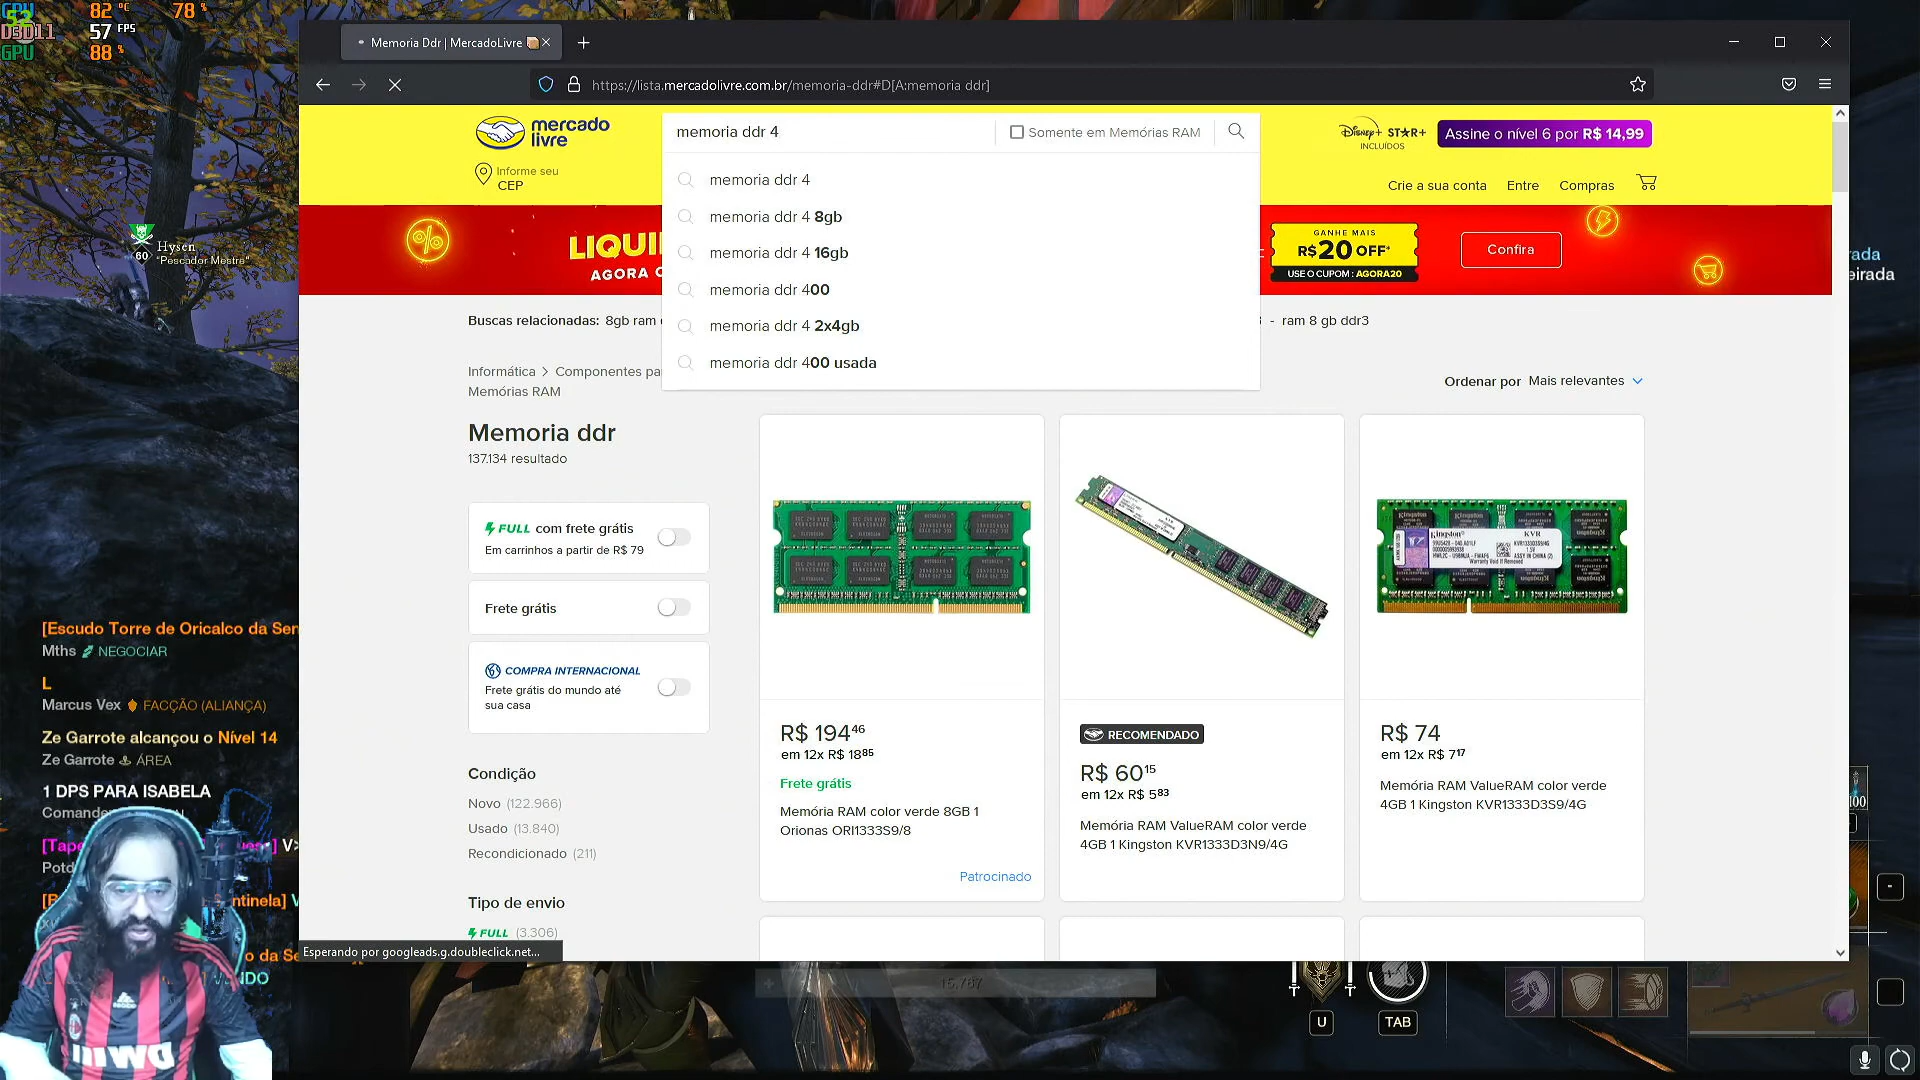 CPU 82 °C 78 %
D3D11 57 FPS
GPU 88 %
Memoria Ddr | MercadoLivre
https://lista.mercadolivre.com.br/memoria-ddr#D[A:memoria ddr]
mercado
livre
memoria ddr 4
Somente em Memórias RAM
Disney+ STAR+
INCLUÍDOS
Assine o nível 6 por R$ 14,99
Informe seu
CEP
Crie a sua conta
Entre
Compras
memoria ddr 4
memoria ddr 4 8gb
memoria ddr 4 16gb
memoria ddr 400
memoria ddr 4 2x4gb
memoria ddr 400 usada
AGORA
GANHE MAIS
R$20 OFF*
USE O CUPOM: AGORA20
Confira
Hysen
60
"Pescador Mestre"
Buscas relacionadas: 8gb ram
- ram 8 gb ddr3
Informática > Componentes pa
Memórias RAM
Ordenar por Mais relevantes
Memoria ddr
137.134 resultado
FULL com frete grátis
Em carrinhos a partir de R$ 79
Frete grátis
COMPRA INTERNACIONAL
Frete grátis do mundo até
sua casa
Condição
Novo (122.966)
Usado (13.840)
Recondicionado (211)
Tipo de envio
FULL (3.306)
Kingston
KVR
R$ 194 46
em 12x R$ 18 85
Frete grátis
Memória RAM color verde 8GB 1
Orionas ORI1333S9/8
Patrocinado
RECOMENDADO
R$ 60 15
em 12x R$ 5 83
Memória RAM ValueRAM color verde
4GB 1 Kingston KVR1333D3N9/4G
R$ 74
em 12x R$ 7 17
Memória RAM ValueRAM color verde
4GB 1 Kingston KVR1333D3S9/4G
Esperando por googleads.g.doubleclick.net...
[Escudo Torre de Oricalco da Sen
Mths NEGOCIAR
L
Marcus Vex FACÇÃO (ALIANÇA)
Ze Garrote alcançou o Nível 14
Ze Garrote ÁREA
1 DPS PARA ISABELA
adidas
U
TAB
100